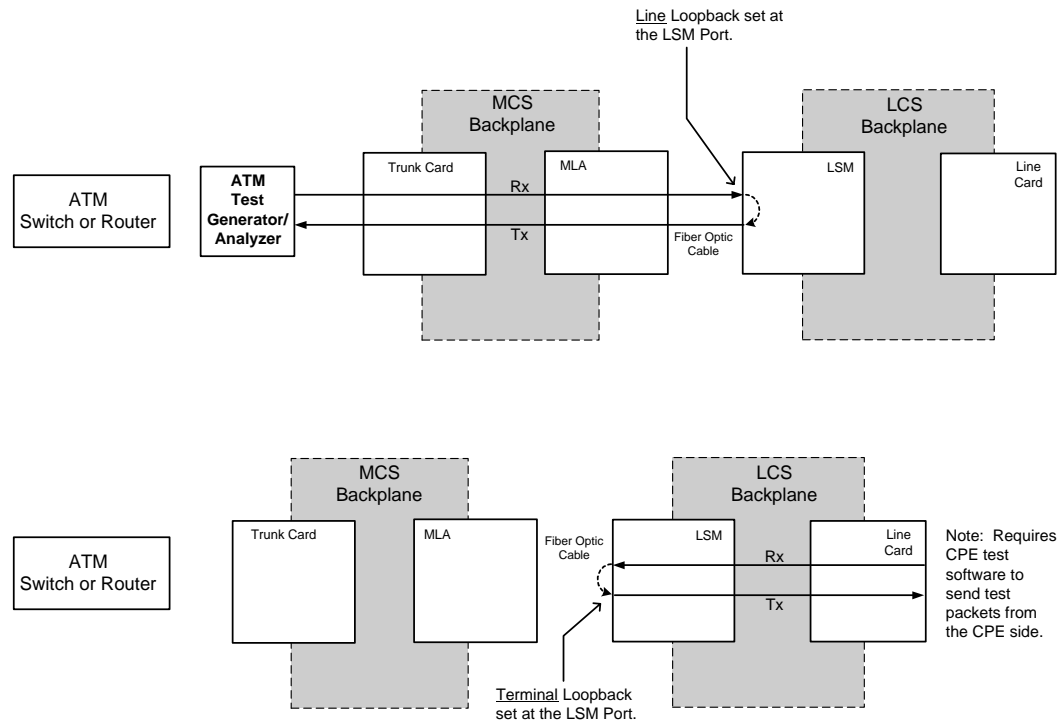 Line Loopback set at
the LSM Port.
MCS
Backplane
LCS
Backplane
ATM
Switch or Router
ATM
Test
Generator/
Analyzer
Trunk Card
MLA
LSM
Line
Card
Rx
Tx
Fiber Optic
Cable
MCS
Backplane
LCS
Backplane
ATM
Switch or Router
Trunk Card
MLA
Fiber Optic
Cable
LSM
Line
Card
Rx
Tx
Note: Requires
CPE test
software to
send test
packets from
the CPE side.
Terminal Loopback
set at the LSM Port.